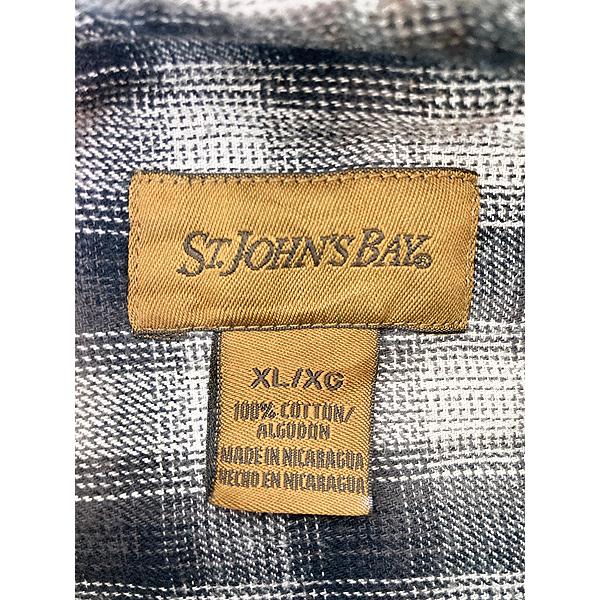 ST. JOHN'S BAY®
XL/XG
100% COTTON/
ALGODON
MADE IN NICARAGUA
HECHO EN NICARAGUA